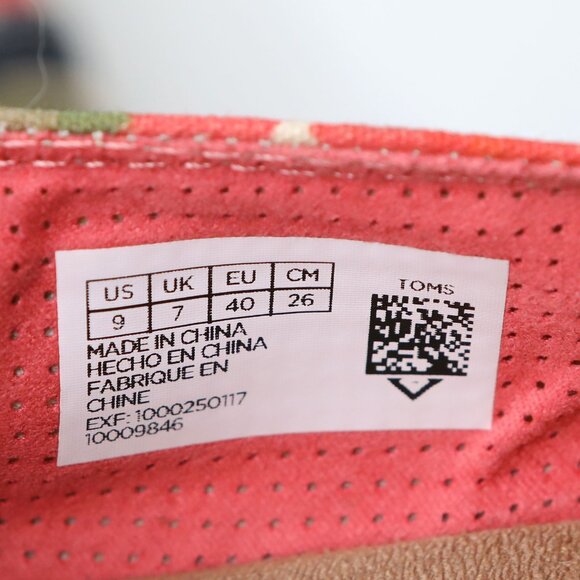 US UK EU CM
9 7 40 26
MADE IN CHINA
HECHO EN CHINA
FABRIQUE EN
CHINE
EXF: 1000250117
10009846
TOMS